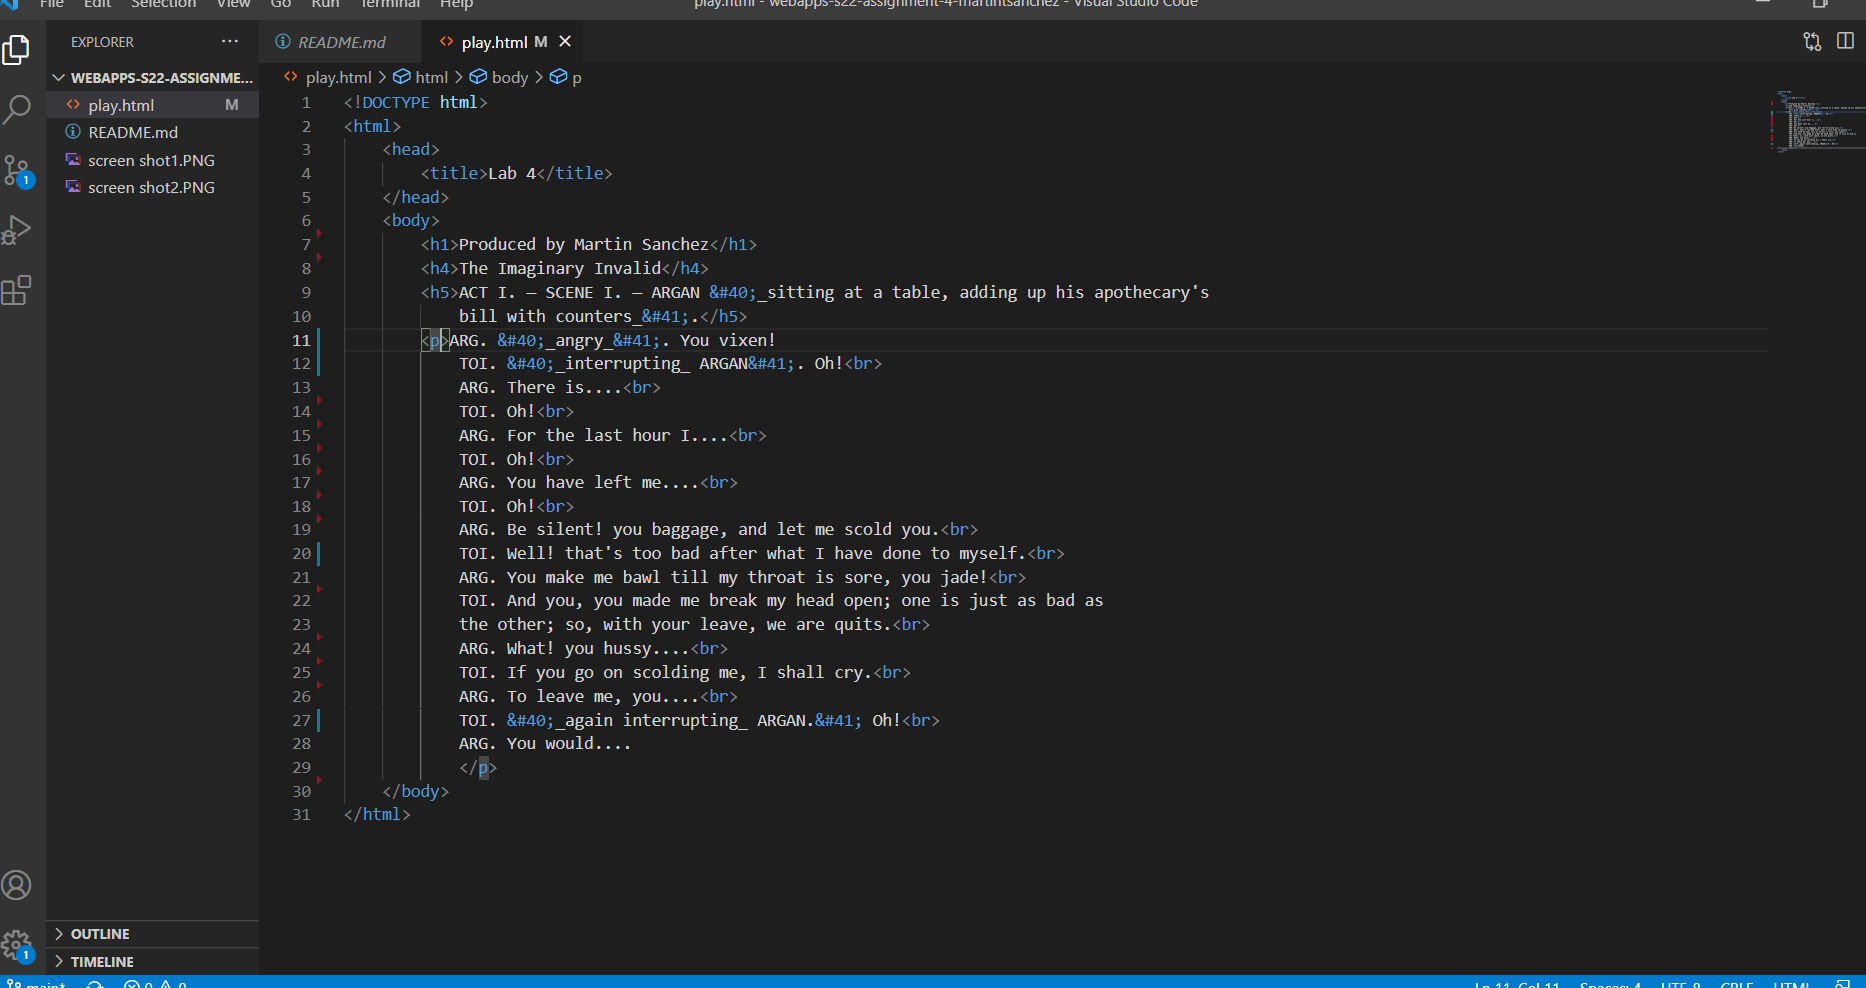 File Edit Selection View Go Run Terminal Help
play.html - webapps-s22-assignment-4-martintsanchez - Visual Studio Code
EXPLORER ···
README.md
play.html M
WEBAPPS-S22-ASSIGNME...
play.html M
README.md
screen shot1.PNG
screen shot2.PNG
1
play.html > html > body > p
1 <!DOCTYPE html>
2 <html>
3 <head>
4 <title>Lab 4</title>
5 </head>
6 <body>
7 <h1>Produced by Martin Sanchez</h1>
8 <h4>The Imaginary Invalid</h4>
9 <h5>ACT I. — SCENE I. — ARGAN &#40;_sitting at a table, adding up his apothecary's
10 bill with counters_&#41;.</h5>
11 <p>ARG. &#40;_angry_&#41;. You vixen!
12 TOI. &#40;_interrupting_ ARGAN&#41;. Oh!<br>
13 ARG. There is....<br>
14 TOI. Oh!<br>
15 ARG. For the last hour I....<br>
16 TOI. Oh!<br>
17 ARG. You have left me....<br>
18 TOI. Oh!<br>
19 ARG. Be silent! you baggage, and let me scold you.<br>
20 TOI. Well! that's too bad after what I have done to myself.<br>
21 ARG. You make me bawl till my throat is sore, you jade!<br>
22 TOI. And you, you made me break my head open; one is just as bad as
23 the other; so, with your leave, we are quits.<br>
24 ARG. What! you hussy....<br>
25 TOI. If you go on scolding me, I shall cry.<br>
26 ARG. To leave me, you....<br>
27 TOI. &#40;_again interrupting_ ARGAN.&#41; Oh!<br>
28 ARG. You would....
29 </p>
30 </body>
31 </html>
OUTLINE
TIMELINE
1
main* 0 0
Ln 11, Col 11 Spaces: 4 UTF-8 CRLF HTML